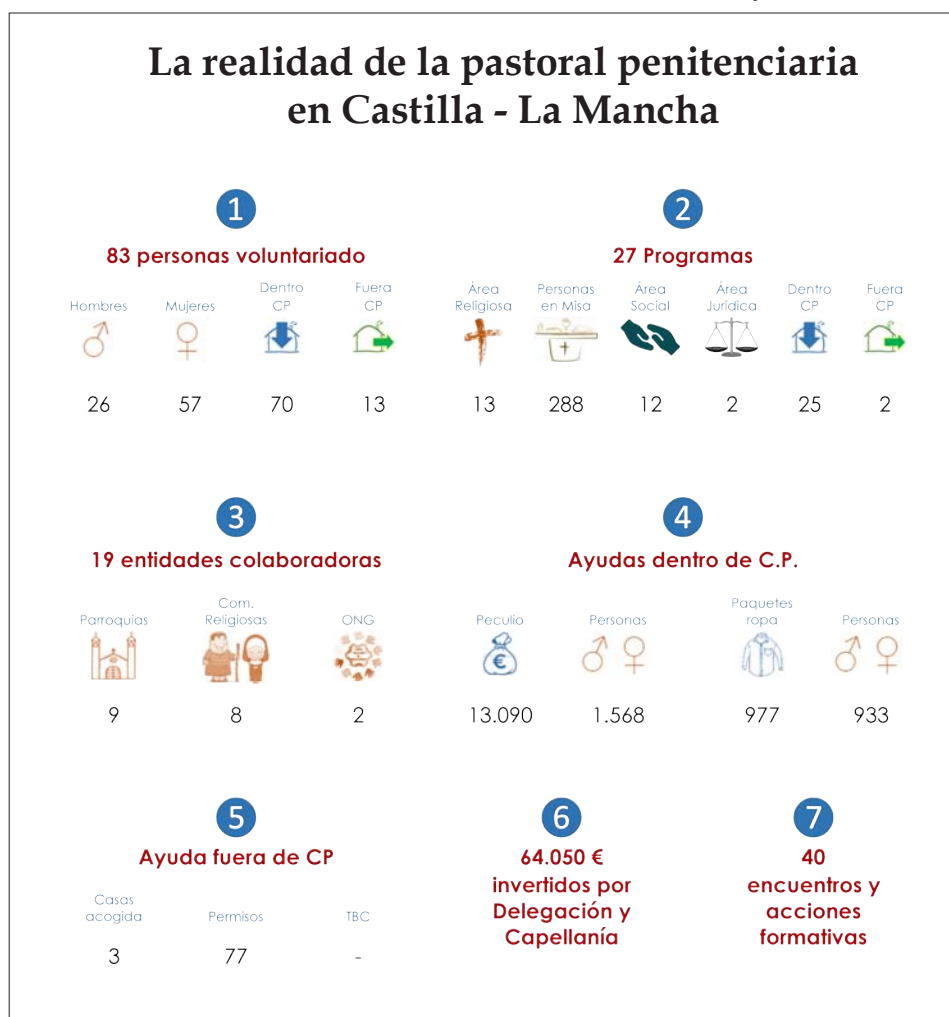 La realidad de la pastoral penitenciaria
en Castilla - La Mancha
1
83 personas voluntariado
Hombres
Mujeres
Dentro
CP
Fuera
CP
26
57
70
13
2
27 Programas
Área
Religiosa
Personas
en Misa
Área
Social
Área
Jurídica
Dentro
CP
Fuera
CP
13
288
12
2
25
2
3
19 entidades colaboradoras
Parroquias
Com.
Religiosas
ONG
9
8
2
4
Ayudas dentro de C.P.
Peculio
Personas
Paquetes
ropa
Personas
€
13.090
1.568
977
933
5
Ayuda fuera de CP
Casas
acogida
Permisos
TBC
3
77
-
6
64.050 €
invertidos por
Delegación y
Capellanía
7
40
encuentros y
acciones
formativas